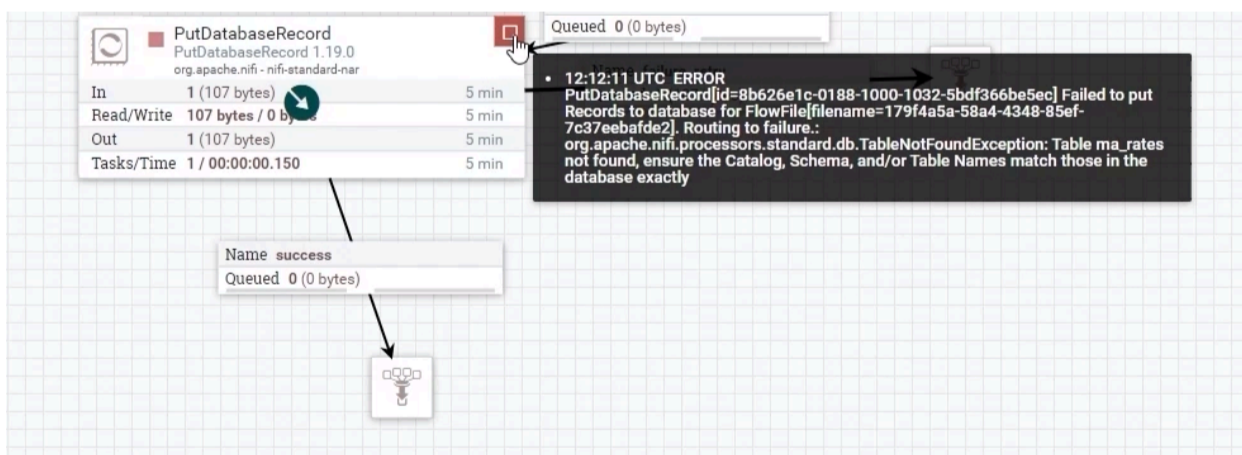 PutDatabaseRecord
PutDatabaseRecord 1.19.0
org.apache.nifi - nifi-standard-nar
In 1 (107 bytes) 5 min
Read/Write 107 bytes / 0 5 min
Out 1 (107 bytes) 5 min
Tasks/Time 1 / 00:00:00.150 5 min
Queued 0 (0 bytes)
Name failure, retry
12:12:11 UTC ERROR
PutDatabaseRecord[id=8b626e1c-0188-1000-1032-5bdf366be5ec] Failed to put
Records to database for FlowFile[filename=179f4a5a-58a4-4348-85ef-
7c37eebafde2]. Routing to failure.:
org.apache.nifi.processors.standard.db.TableNotFoundException: Table ma_rates
not found, ensure the Catalog, Schema, and/or Table Names match those in the
database exactly
Name success
Queued 0 (0 bytes)